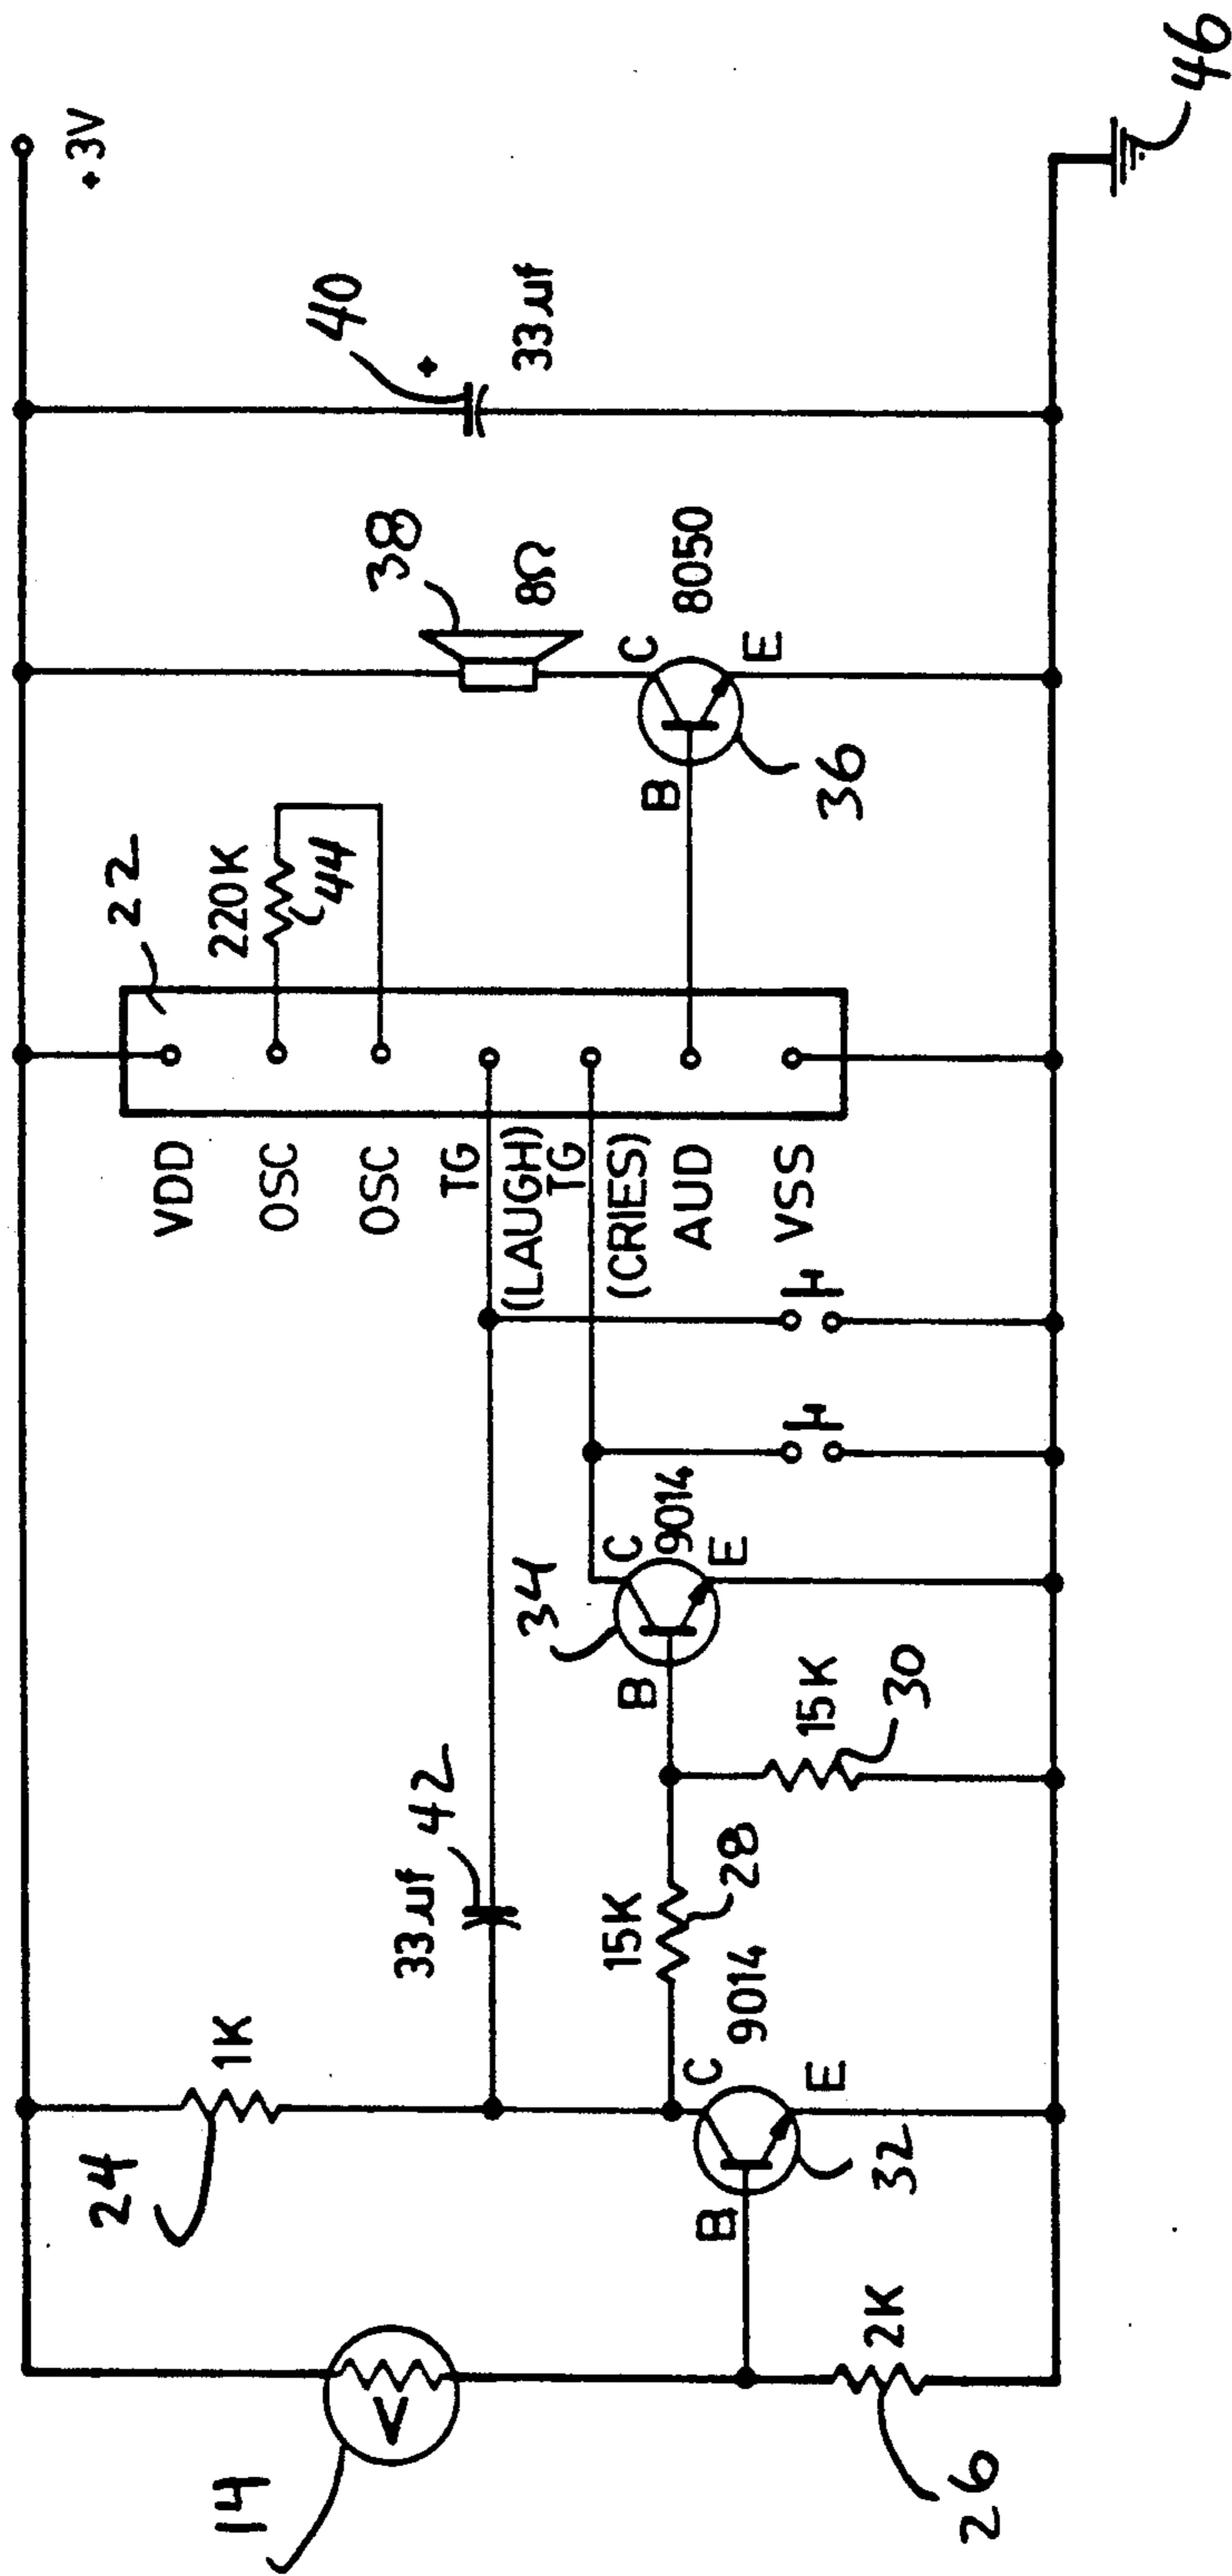 +3V
40
+
33µf
38
8Ω
C
8050
E
B
36
22
220K
44
VDD
OSC
OSC
TG
(LAUGH)
TG
(CRIES)
AUD
VSS
34
C
9014
E
B
15K
30
33µf
42
15K
28
24
1K
C
9014
E
B
32
14
V
2K
26
46